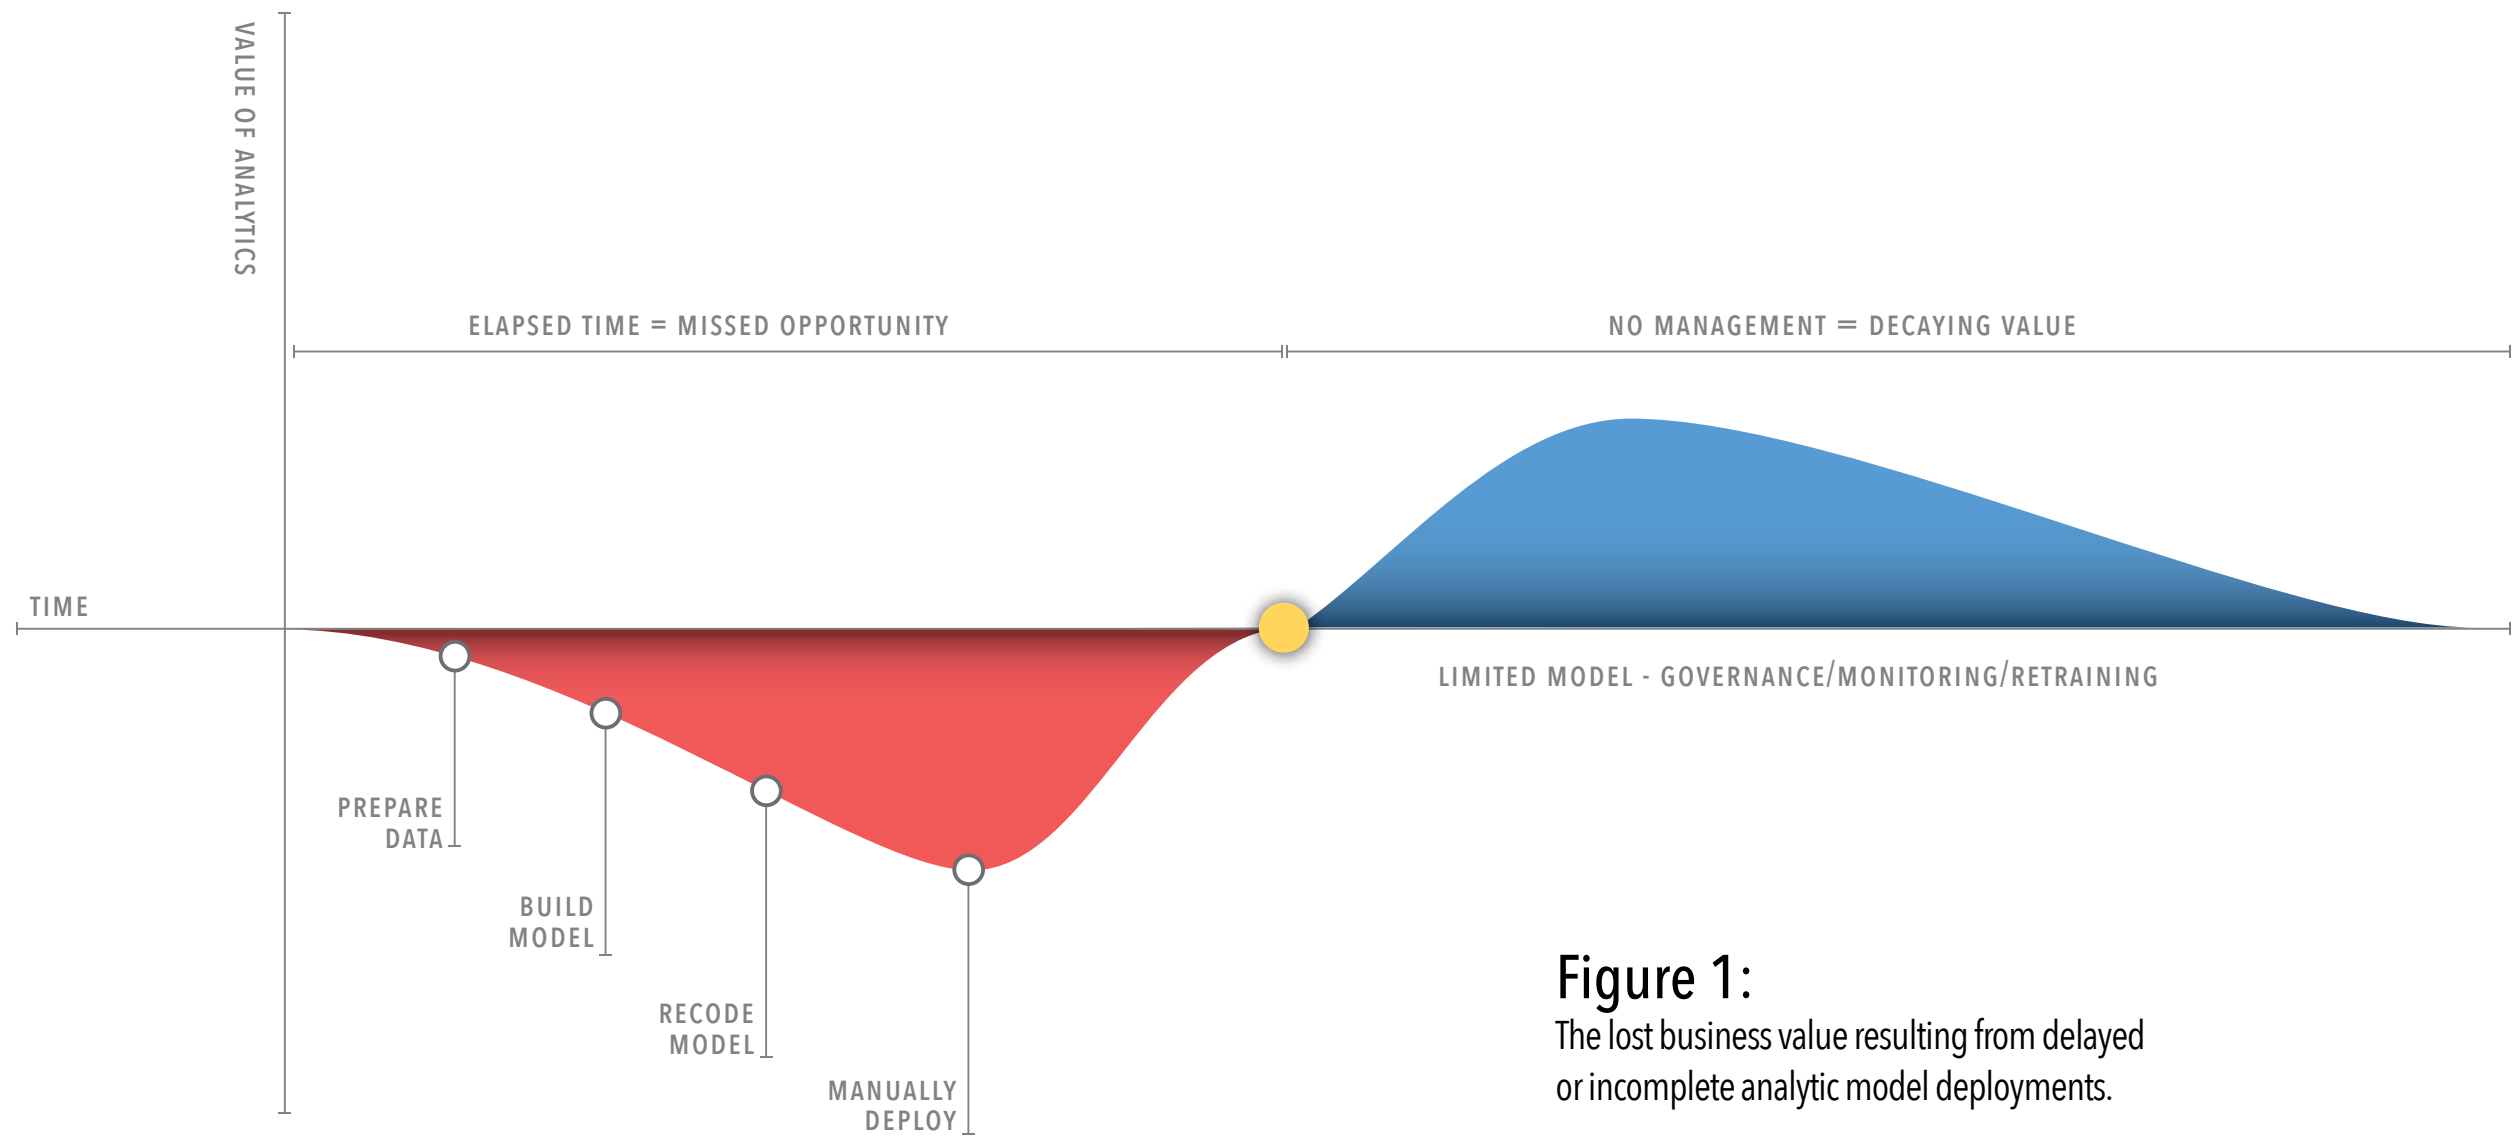 VALUE OF ANALYTICS
ELAPSED TIME = MISSED OPPORTUNITY
NO MANAGEMENT = DECAYING VALUE
TIME
LIMITED MODEL - GOVERNANCE/MONITORING/RETRAINING
PREPARE
DATA
BUILD
MODEL
RECODE
MODEL
MANUALLY
DEPLOY
Figure 1:
The lost business value resulting from delayed
or incomplete analytic model deployments.